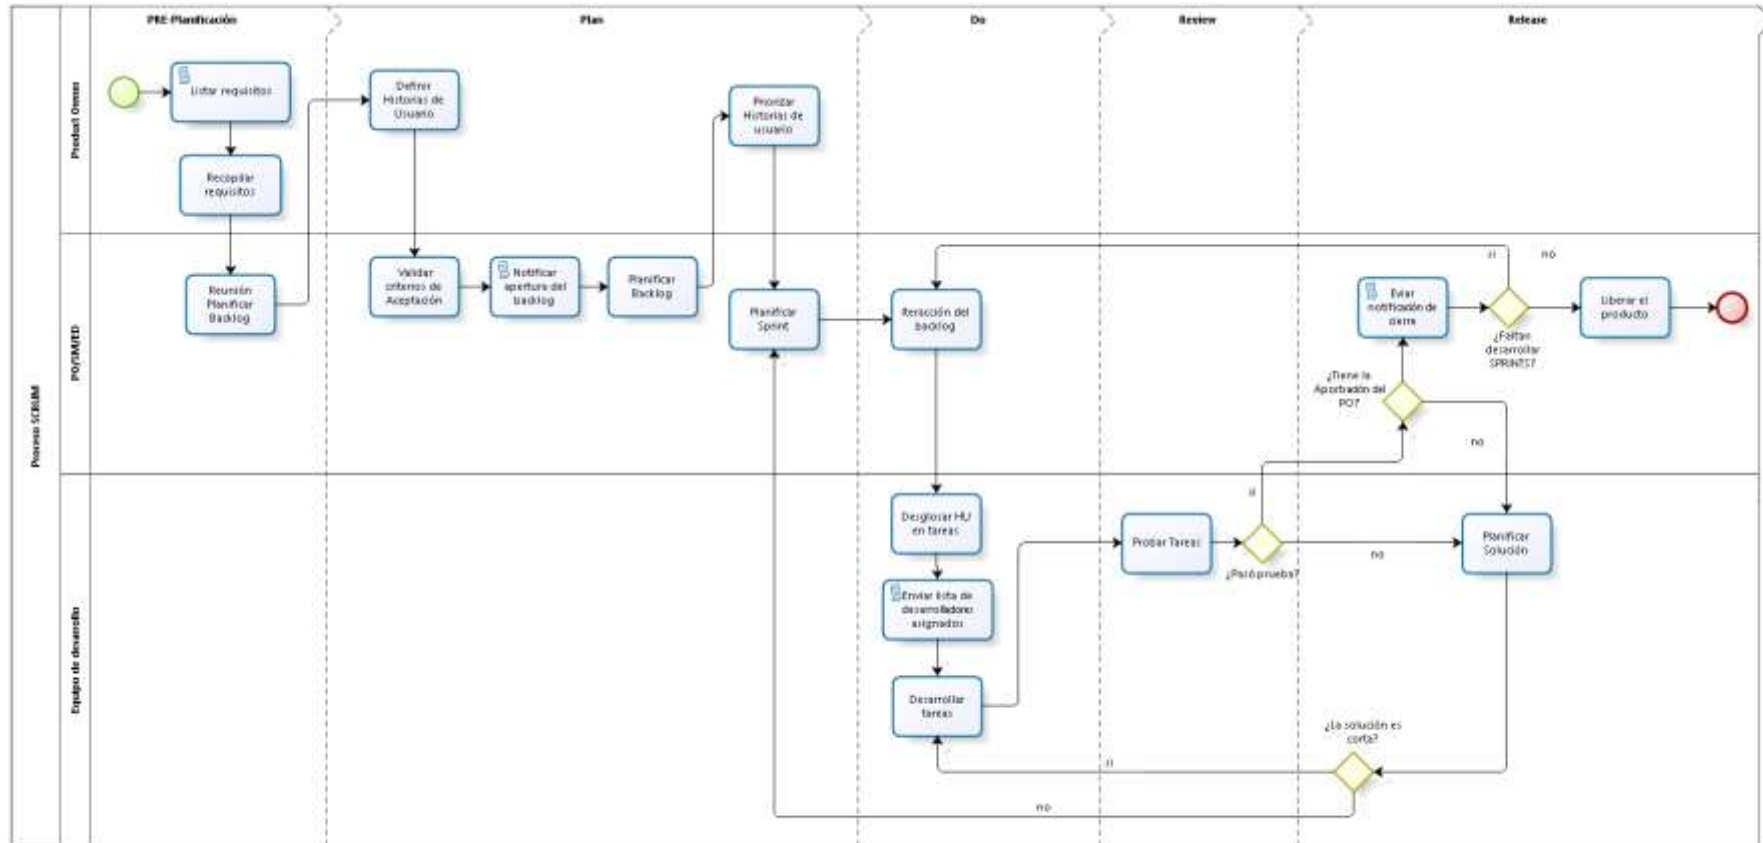 PRE-Planificación
Plan
Do
Review
Release
Proceso SCRUM
Product Owner
PO/SM/ED
Equipo de desarrollo
Listar requisitos
Recopilar
requisitos
Reunión
Planificar
Backlog
Definir
Historias de
Usuario
Validar
criterios de
Aceptación
Notificar
apertura del
backlog
Planificar
Backlog
Priorizar
Historias de
usuario
Planificar
Sprint
Iteracción del
backlog
Desglosar HU
en tareas
Enviar lista de
desarrolladores
asignados
Desarrollar
tareas
Probar Tareas
¿Pasó prueba?
si
no
¿Tiene la
Aporbación del
PO?
no
Eviar
notificación de
cierre
¿Faltan
desarrollar
SPRINTS?
si
no
Liberar el
producto
Planificar
Solución
¿La solución es
corta?
si
no